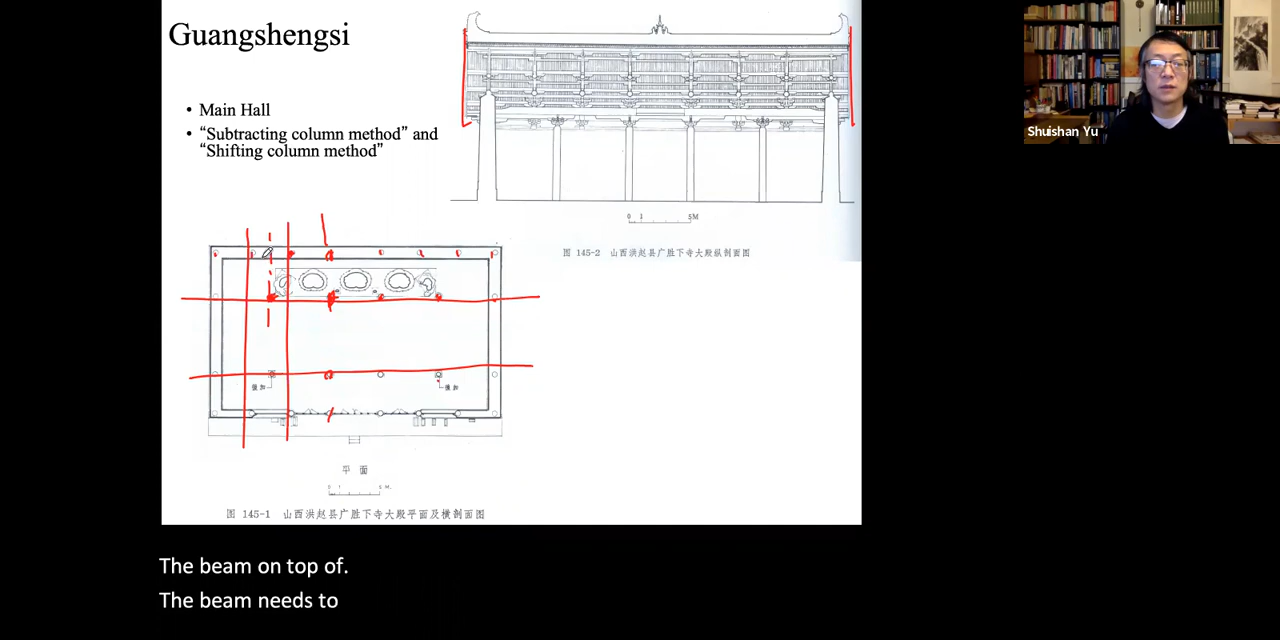 Guangshengsi
• Main Hall
• “Subtracting column method” and
“Shifting column method”
0 1 5M
图 145-2 山西洪赵县广胜下寺大殿纵剖面图
Shuishan Yu
平 面
图 145-1 山西洪赵县广胜下寺大殿平面及横剖面图
The beam on top of.
The beam needs to